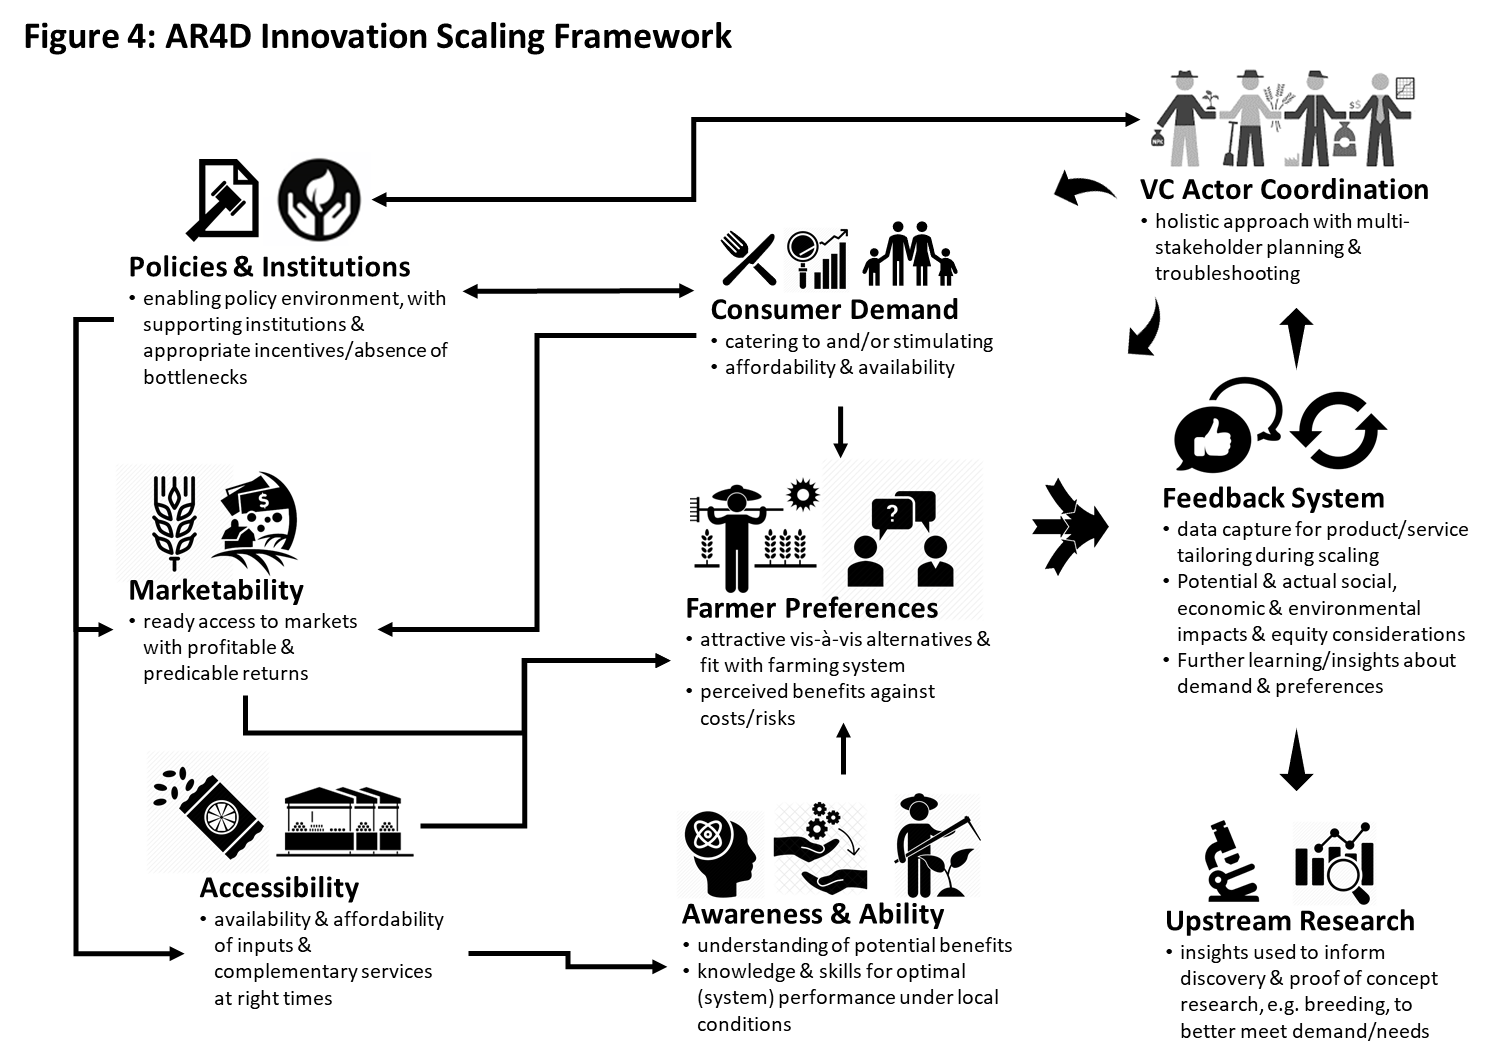 Figure 4: AR4D Innovation Scaling Framework
VC Actor Coordination
• holistic approach with multi-
stakeholder planning &
troubleshooting
Policies & Institutions
• enabling policy environment, with
supporting institutions &
appropriate incentives/absence of
bottlenecks
Consumer Demand
• catering to and/or stimulating
• affordability & availability
Marketability
• ready access to markets
with profitable &
predicable returns
$
?
Farmer Preferences
• attractive vis-à-vis alternatives &
fit with farming system
• perceived benefits against
costs/risks
Feedback System
• data capture for product/service
tailoring during scaling
• Potential & actual social,
economic & environmental
impacts & equity considerations
• Further learning/insights about
demand & preferences
Accessibility
• availability & affordability
of inputs &
complementary services
at right times
Awareness & Ability
• understanding of potential benefits
• knowledge & skills for optimal
(system) performance under local
conditions
Upstream Research
• insights used to inform
discovery & proof of concept
research, e.g. breeding, to
better meet demand/needs
NPK
$$